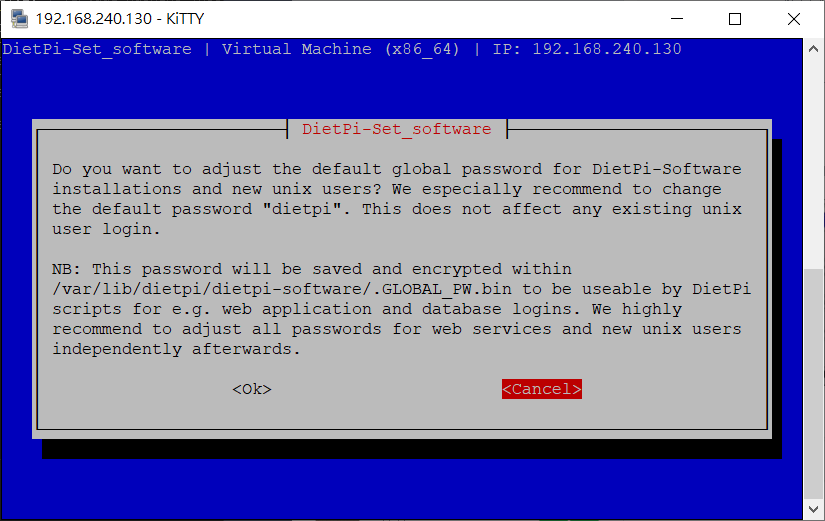 192.168.240.130 - KiTTY
DietPi-Set_software | Virtual Machine (x86_64) | IP: 192.168.240.130
DietPi-Set_software
Do you want to adjust the default global password for DietPi-Software
installations and new unix users? We especially recommend to change
the default password "dietpi". This does not affect any existing unix
user login.
NB: This password will be saved and encrypted within
/var/lib/dietpi/dietpi-software/.GLOBAL_PW.bin to be useable by DietPi
scripts for e.g. web application and database logins. We highly
recommend to adjust all passwords for web services and new unix users
independently afterwards.
<Ok> <Cancel>